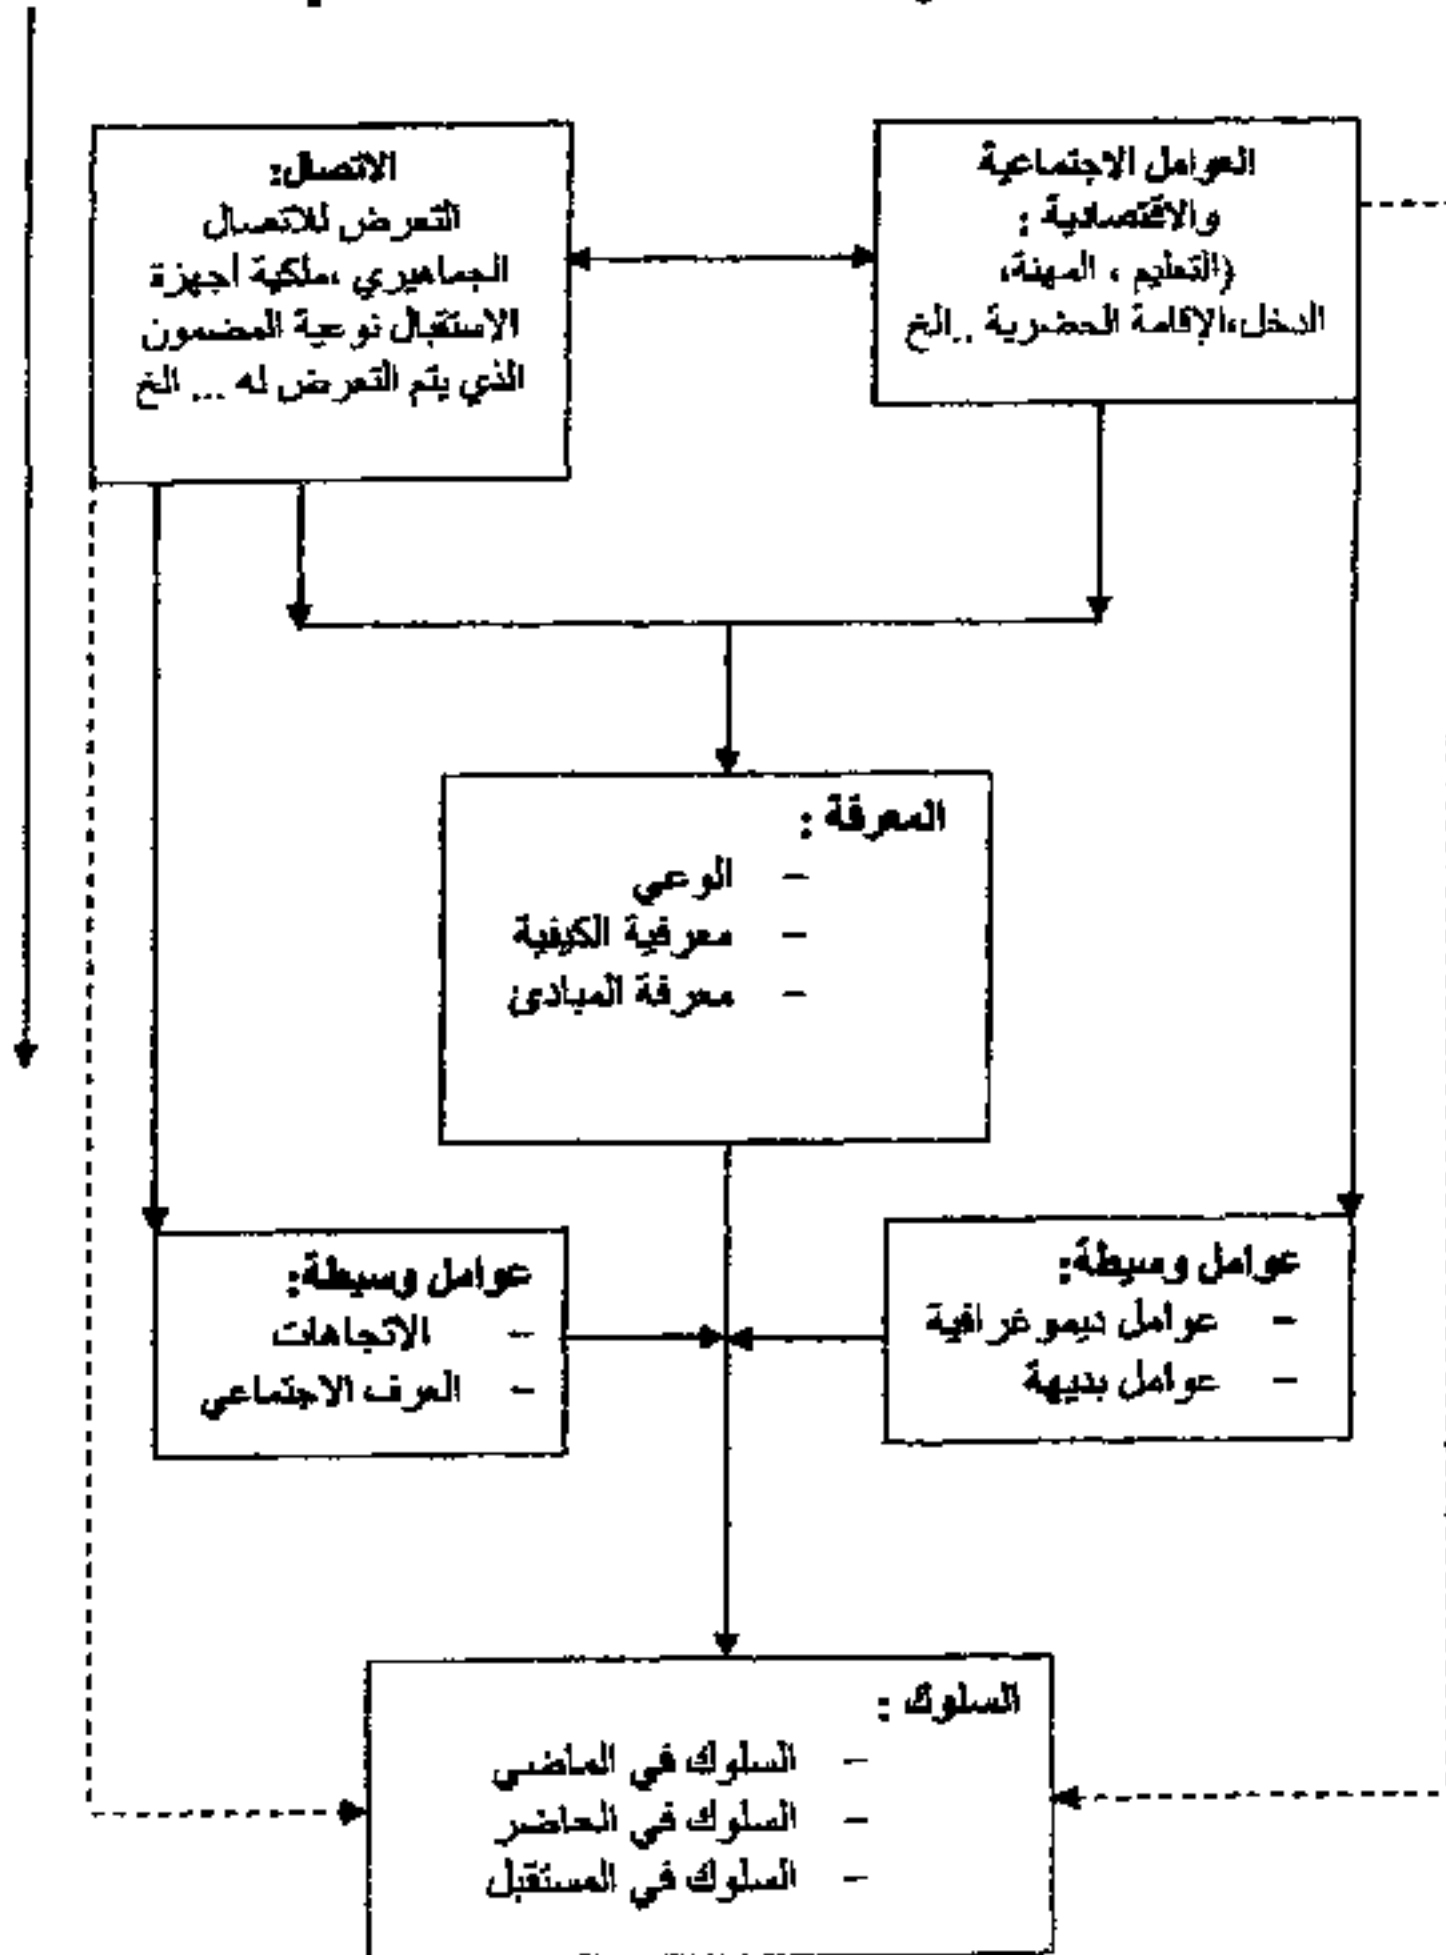 العوامل الاجتماعية
والاقتصادية :
(التعليم ، المهنة،
الدخل،الإقامة الحضرية ..الخ
الاتصال:
التعرض للاتصال
الجماهيري ،ملكية أجهزة
الاستقبال نوعية المضمون
الذي يتم التعرض له ... الخ
المعرفة :
- الوعي
- معرفية الكيفية
- معرفة المبادئ
عوامل وسيطة:
- عوامل ديموغرافية
- عوامل بديهة
عوامل وسيطة:
- الاتجاهات
- العرف الاجتماعي
السلوك :
- السلوك في الماضي
- السلوك في الحاضر
- السلوك في المستقبل